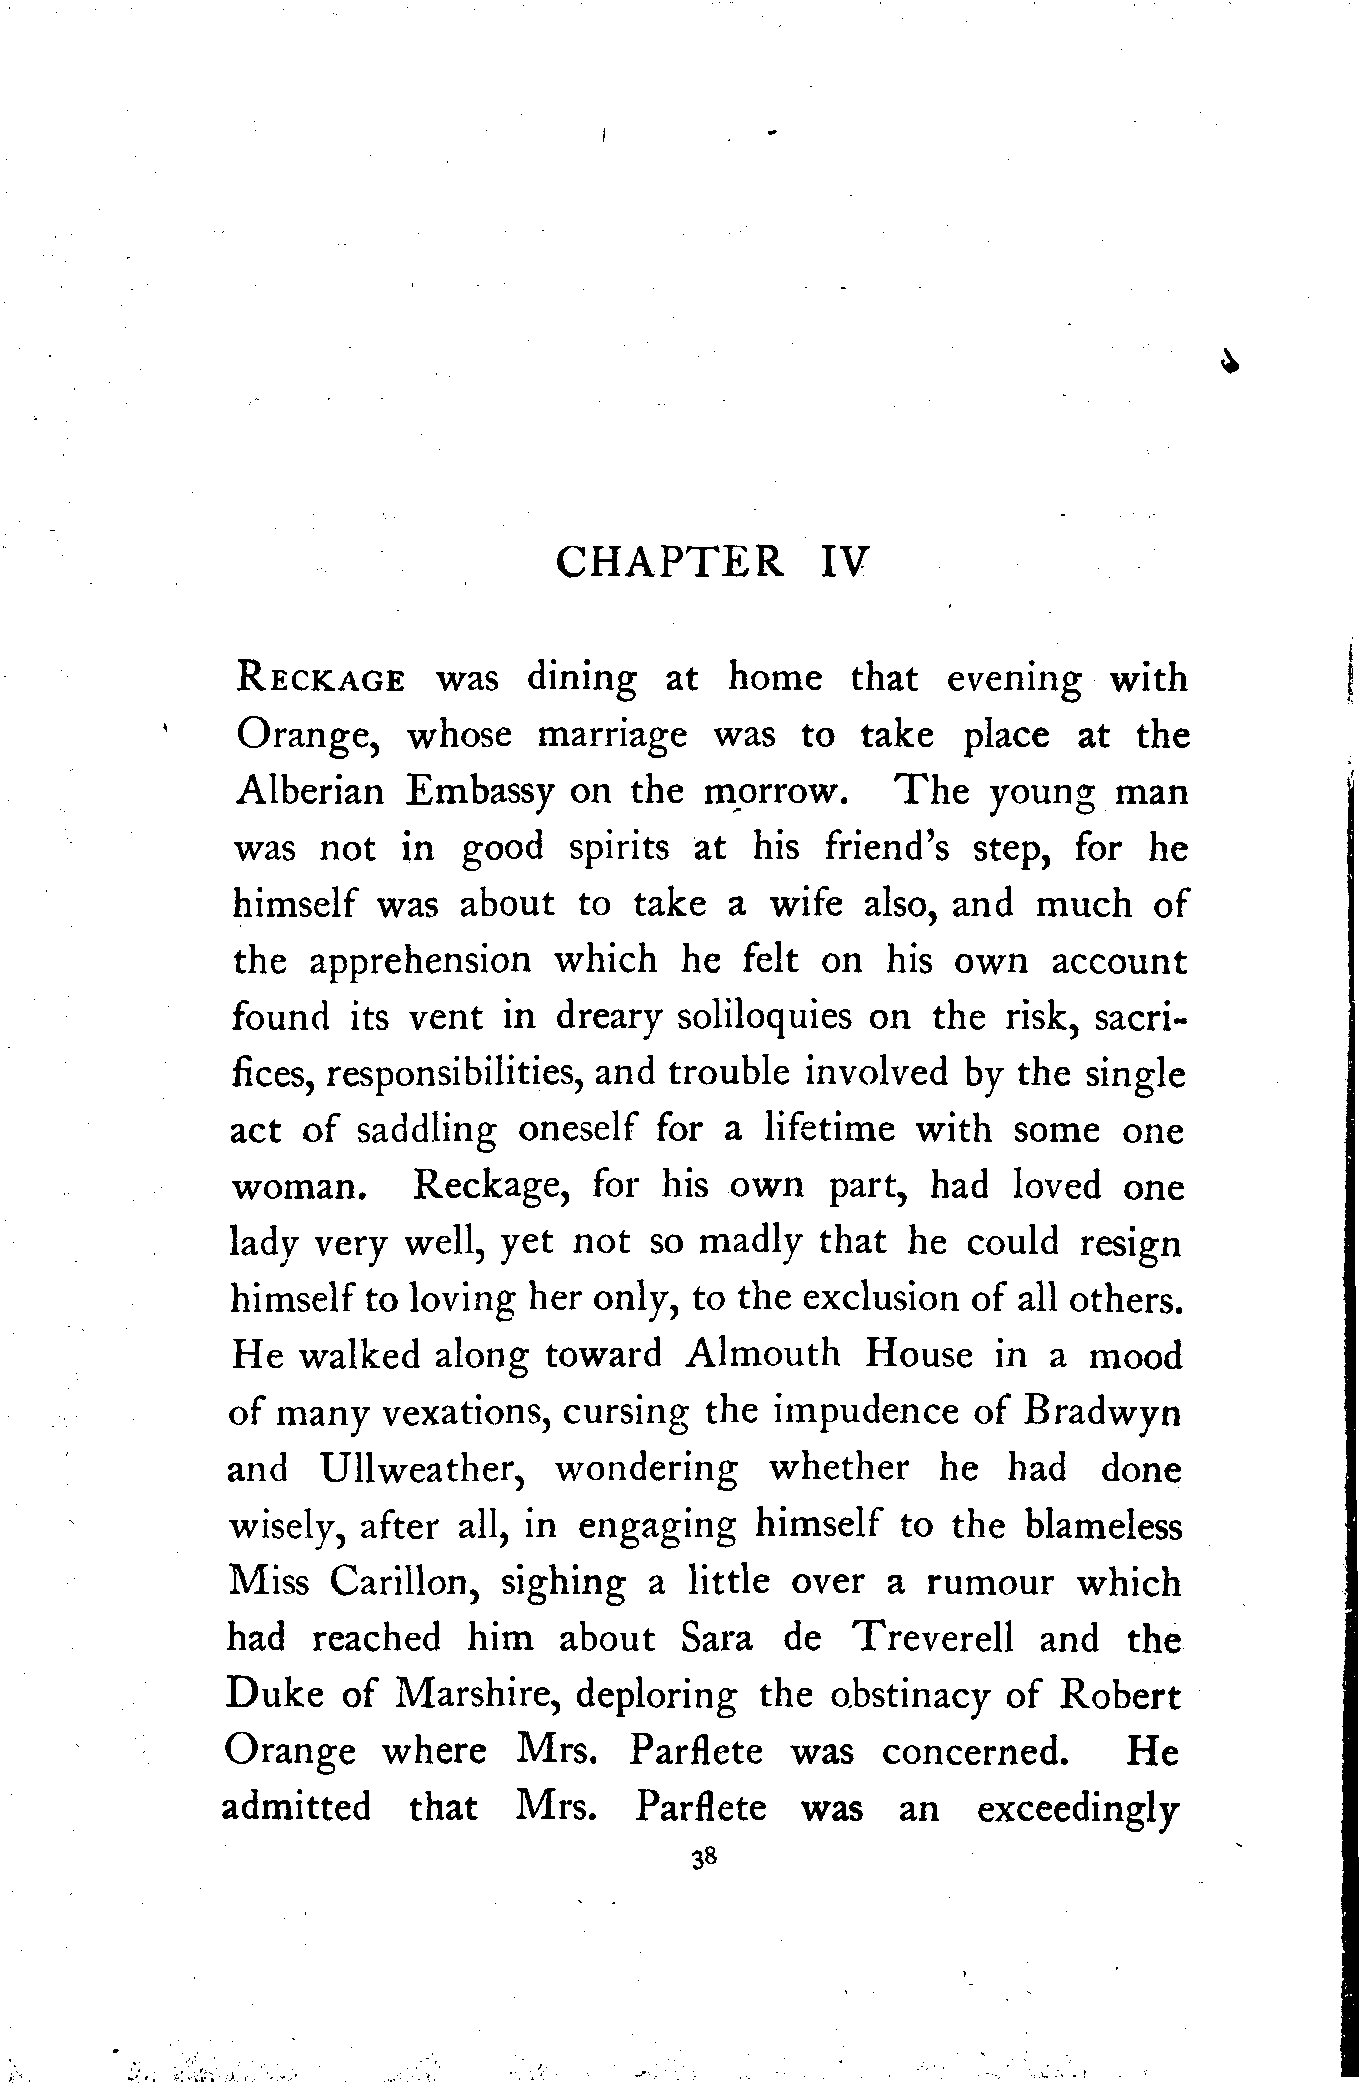 CHAPTER IV
RECKAGE was dining at home that evening with
Orange, whose marriage was to take place at the
Alberian Embassy on the morrow. The young man
was not in good spirits at his friend's step, for he
himself was about to take a wife also, and much of
the apprehension which he felt on his own account
found its vent in dreary soliloquies on the risk, sacri-
fices, responsibilities, and trouble involved by the single
act of saddling oneself for a lifetime with some one
woman. Reckage, for his own part, had loved one
lady very well, yet not so madly that he could resign
himself to loving her only, to the exclusion of all others.
He walked along toward Almouth House in a mood
of many vexations, cursing the impudence of Bradwyn
and Ullweather, wondering whether he had done
wisely, after all, in engaging himself to the blameless
Miss Carillon, sighing a little over a rumour which
had reached him about Sara de Treverell and the
Duke of Marshire, deploring the obstinacy of Robert
Orange where Mrs. Parflete was concerned. He
admitted that Mrs. Parflete was an exceedingly
38